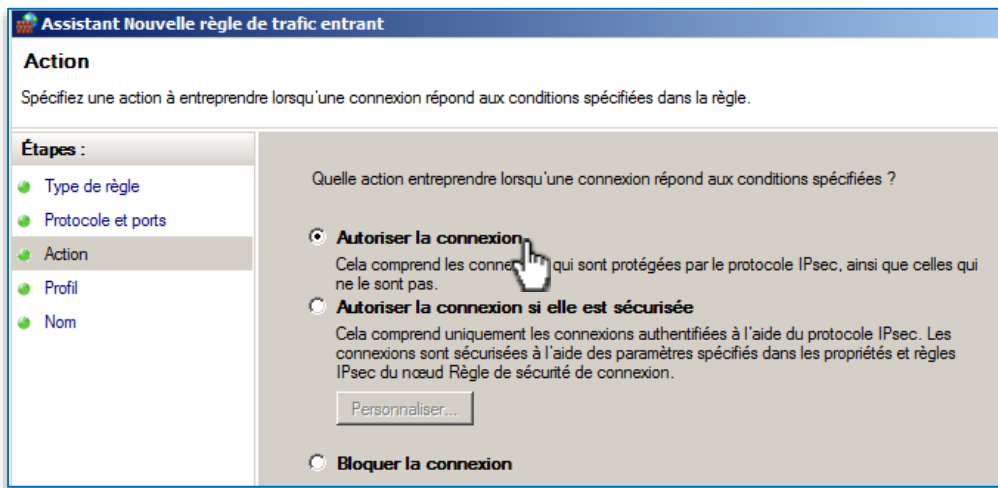 Assistant Nouvelle règle de trafic entrant
Action
Spécifiez une action à entreprendre lorsqu'une connexion répond aux conditions spécifiées dans la règle.
Étapes :
Type de règle
Protocole et ports
Action
Profil
Nom
Quelle action entreprendre lorsqu'une connexion répond aux conditions spécifiées ?
Autoriser la connexion
Cela comprend les qui sont protégées par le protocole IPsec, ainsi que celles qui
ne le sont pas.
Autoriser la connexion si elle est sécurisée
Cela comprend uniquement les connexions authentifiées à l'aide du protocole IPsec. Les
connexions sont sécurisées à l'aide des paramètres spécifiés dans les propriétés et règles
IPsec du nœud Règle de sécurité de connexion.
Personnaliser...
Bloquer la connexion